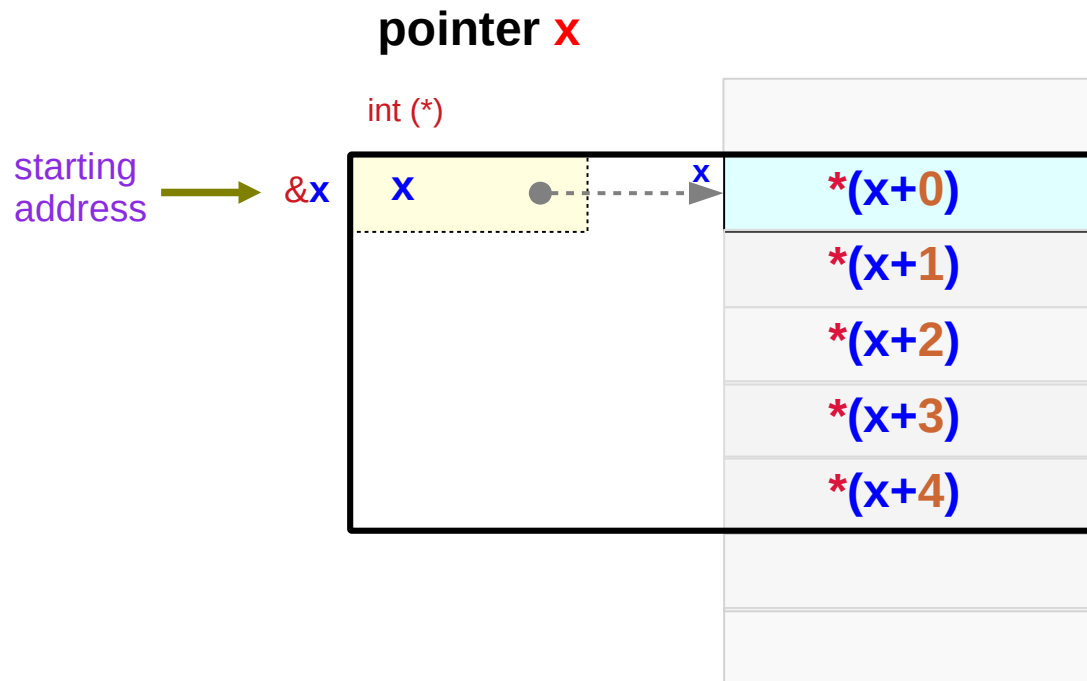 pointer x
int (*)
starting
address
&x
x
x
*(x+0)
*(x+1)
*(x+2)
*(x+3)
*(x+4)